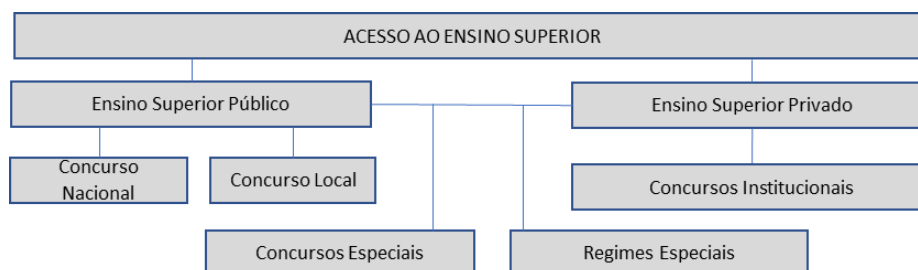 ACESSO AO ENSINO SUPERIOR
Ensino Superior Público
Ensino Superior Privado
Concurso
Nacional
Concurso Local
Concursos Institucionais
Concursos Especiais
Regimes Especiais